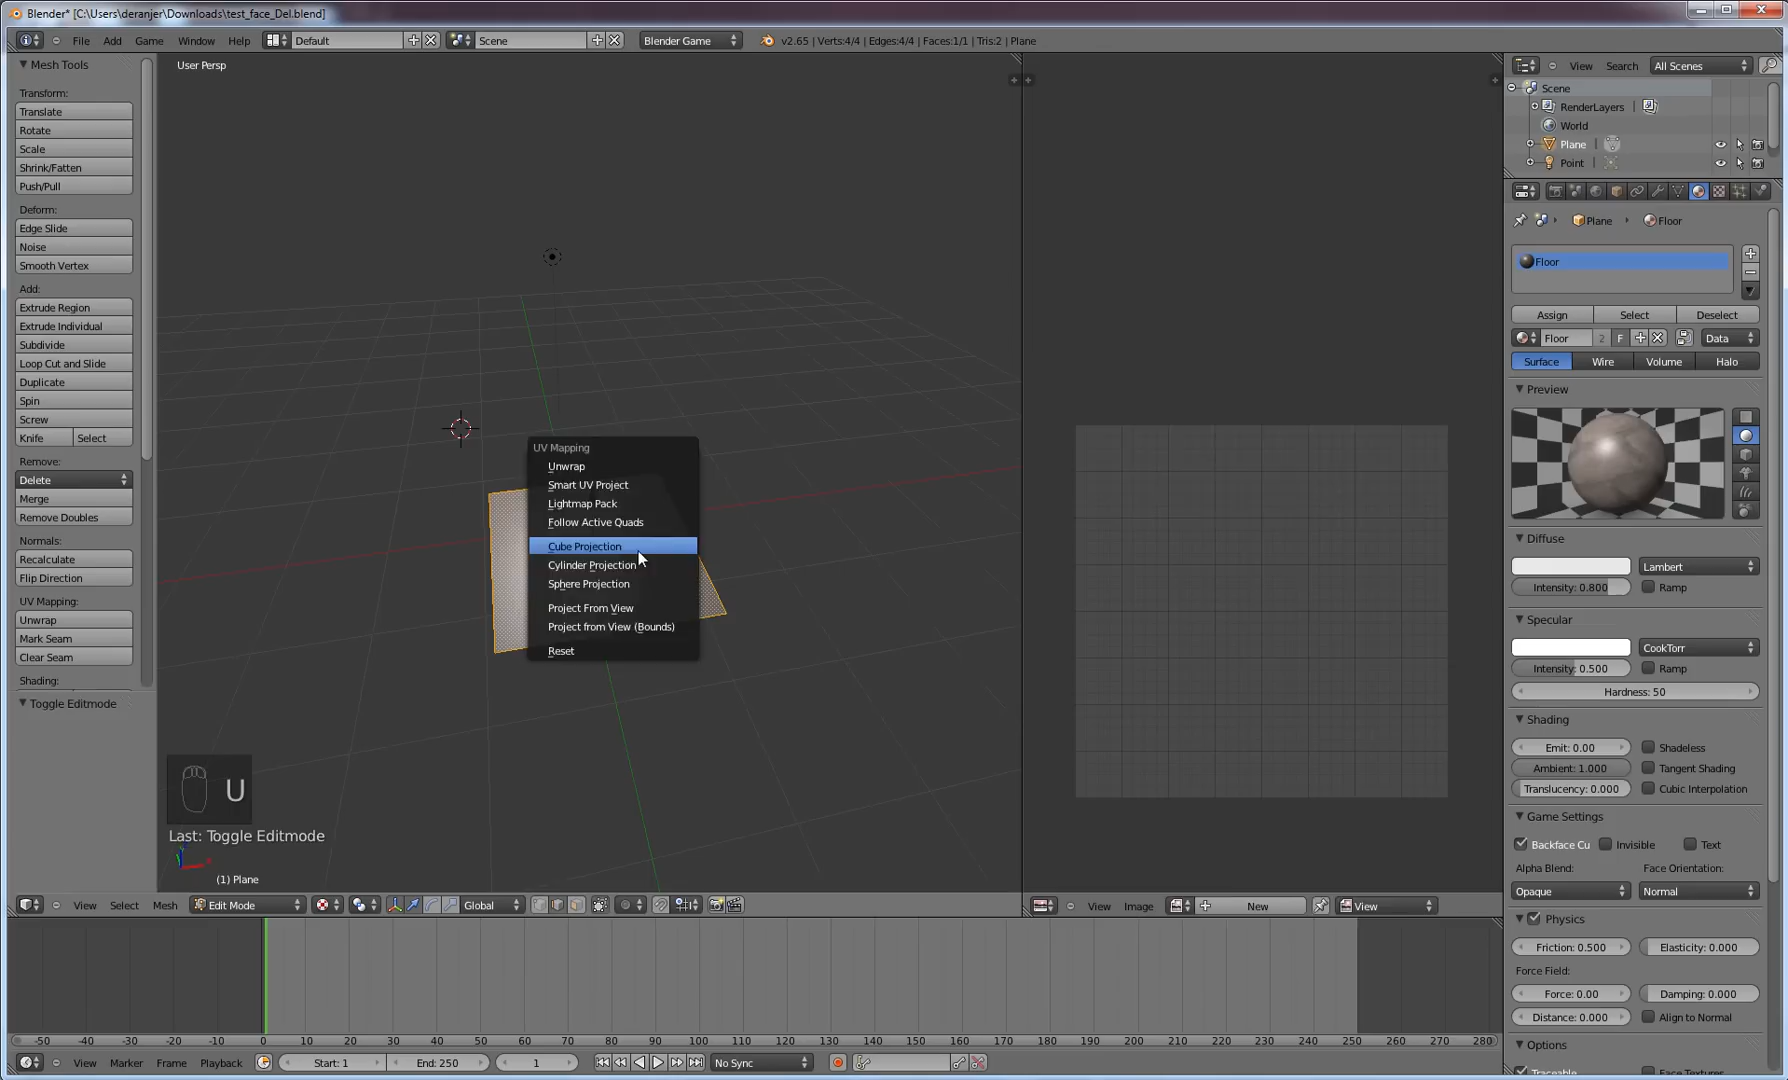 Blender* [C:\Users\deranjer\Downloads\test_face_Del.blend]
File Add Game Window Help Default Scene Blender Game v2.65 | Verts:4/4 | Edges:4/4 | Faces:1/1 | Tris:2 | Plane
Mesh Tools
Transform:
Translate
Rotate
Scale
Shrink/Fatten
Push/Pull
Deform:
Edge Slide
Noise
Smooth Vertex
Add:
Extrude Region
Extrude Individual
Subdivide
Loop Cut and Slide
Duplicate
Spin
Screw
Knife Select
Remove:
Delete
Merge
Remove Doubles
Normals:
Recalculate
Flip Direction
UV Mapping:
Unwrap
Mark Seam
Clear Seam
Shading:
Toggle Editmode
User Persp
UV Mapping
Unwrap
Smart UV Project
Lightmap Pack
Follow Active Quads
Cube Projection
Cylinder Projection
Sphere Projection
Project From View
Project from View (Bounds)
Reset
U
Last: Toggle Editmode
(1) Plane
View Select Mesh Edit Mode Global
View Image New View
View Search All Scenes
Scene
RenderLayers
World
Plane
Point
Plane Floor
Floor
Assign Select Deselect
Floor 2 F Data
Surface Wire Volume Halo
Preview
Diffuse
Lambert
Intensity: 0.800 Ramp
Specular
CookTorr
Intensity: 0.500 Ramp
Hardness: 50
Shading
Emit: 0.00 Shadeless
Ambient: 1.000 Tangent Shading
Translucency: 0.000 Cubic Interpolation
Game Settings
Backface Cu Invisible Text
Alpha Blend: Face Orientation:
Opaque Normal
Physics
Friction: 0.500 Elasticity: 0.000
Force Field:
Force: 0.00 Damping: 0.000
Distance: 0.000 Align to Normal
Options
Traceable Face Textures
-50 -40 -30 -20 -10 0 10 20 30 40 50 60 70 80 90 100 110 120 130 140 150 160 170 180 190 200 210 220 230 240 250 260 270 280
View Marker Frame Playback Start: 1 End: 250 1 No Sync